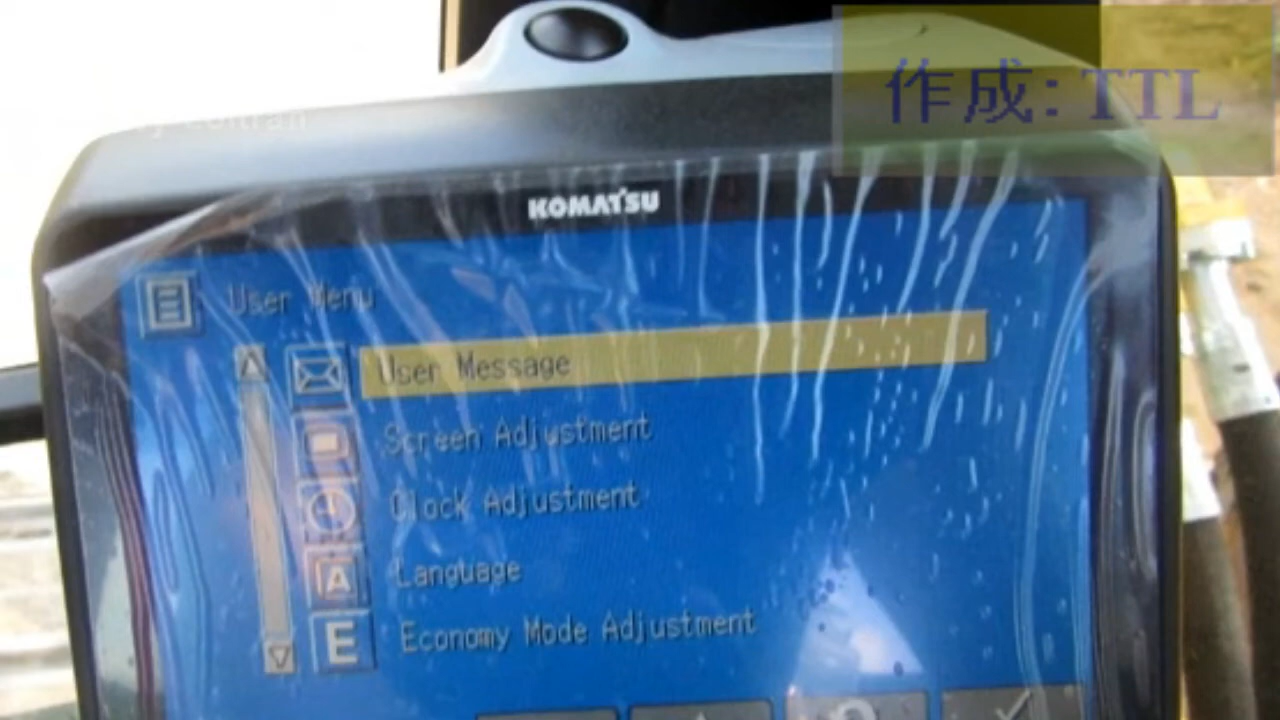 作成: TTL
KOMATSU
User Menu
User Message
Screen Adjustment
Clock Adjustment
A Language
E Economy Mode Adjustment